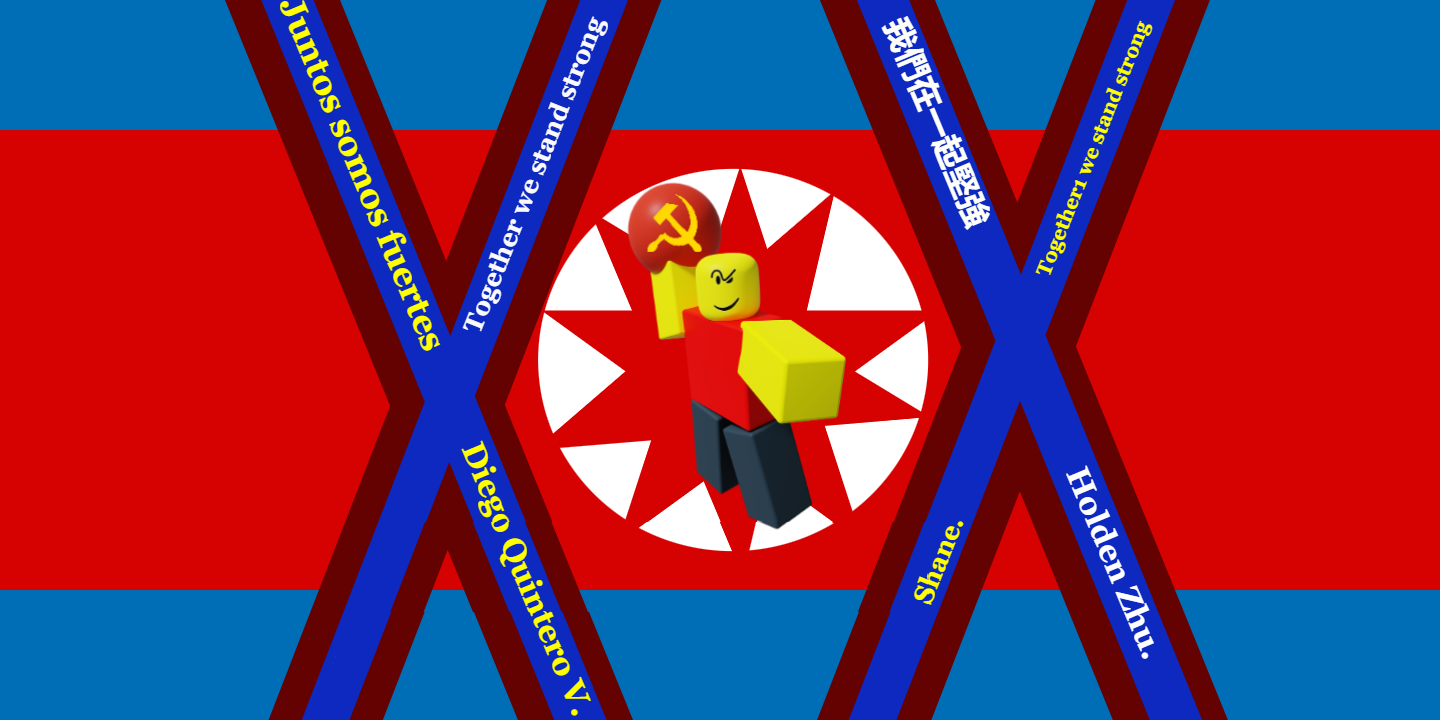 Juntos somos fuertes
Together we stand strong
我們在一起堅強
Together1 we stand strong
Diego Quintero V.
Shane.
Holden Zhu.